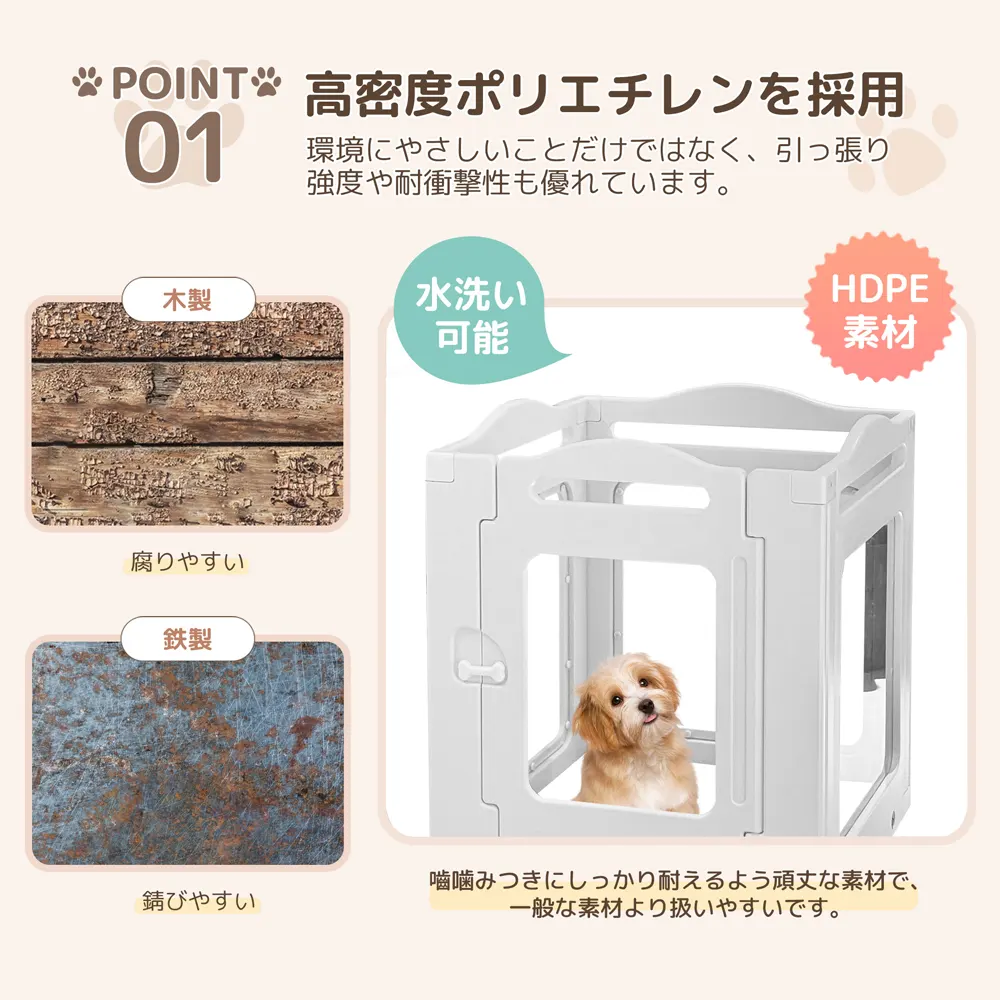 POINT
01
高密度ポリエチレンを採用
環境にやさしいことだけではなく、引っ張り
強度や耐衝撃性も優れています。
木製
腐りやすい
鉄製
錆びやすい
水洗い
可能
HDPE
素材
嚙噛みつきにしっかり耐えるよう頑丈な素材で、
一般な素材より扱いやすいです。